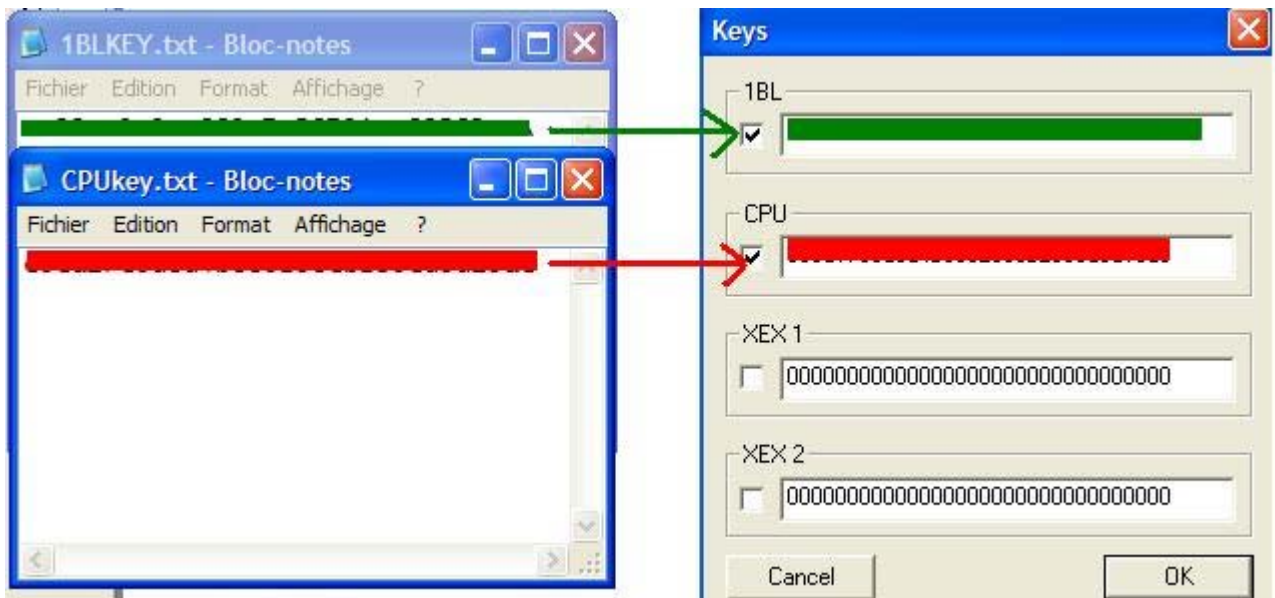 1BLKEY.txt - Bloc-notes
Fichier Edition Format Affichage ?
CPUkey.txt - Bloc-notes
Fichier Edition Format Affichage ?
Keys
1BL
CPU
XEX 1
00000000000000000000000000000000
XEX 2
00000000000000000000000000000000
Cancel
OK